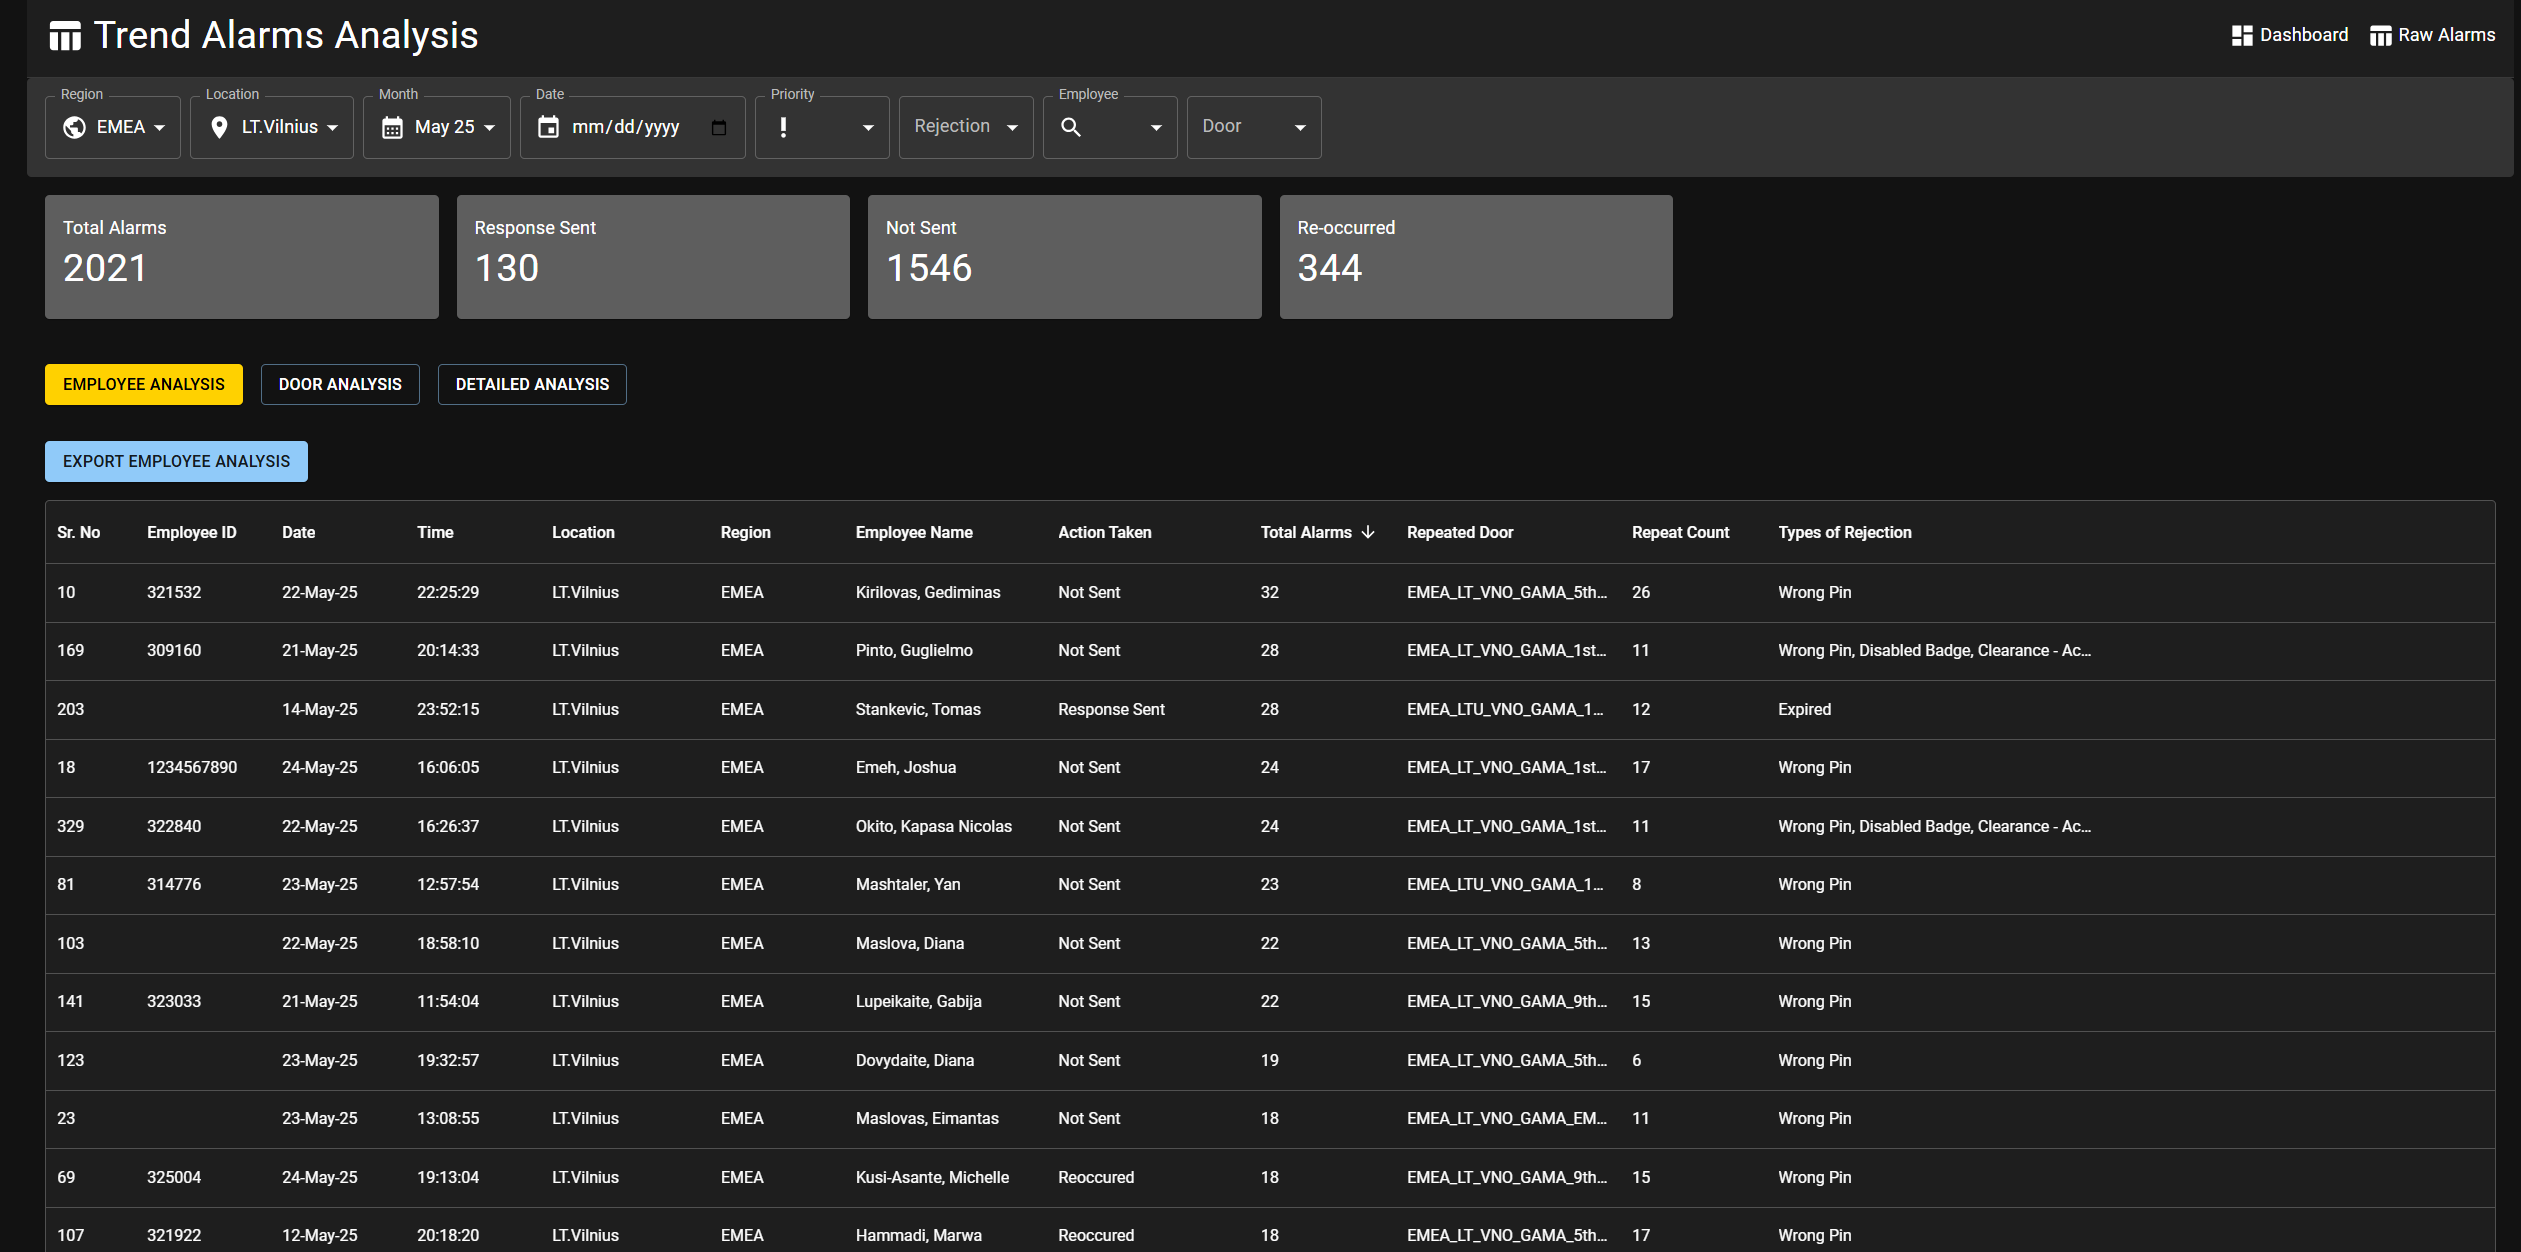 Trend Alarms Analysis
Dashboard
Raw Alarms
Region
EMEA
Location
LT.Vilnius
Month
May 25
Date
mm/dd/yyyy
Priority
Rejection
Employee
Door
Total Alarms
2021
Response Sent
130
Not Sent
1546
Re-occurred
344
EMPLOYEE ANALYSIS
DOOR ANALYSIS
DETAILED ANALYSIS
EXPORT EMPLOYEE ANALYSIS
Sr. No Employee ID Date Time Location Region Employee Name Action Taken Total Alarms Repeated Door Repeat Count Types of Rejection
10 321532 22-May-25 22:25:29 LT.Vilnius EMEA Kirilovas, Gediminas Not Sent 32 EMEA_LT_VNO_GAMA_5th... 26 Wrong Pin
169 309160 21-May-25 20:14:33 LT.Vilnius EMEA Pinto, Guglielmo Not Sent 28 EMEA_LT_VNO_GAMA_1st... 11 Wrong Pin, Disabled Badge, Clearance - Ac...
203 14-May-25 23:52:15 LT.Vilnius EMEA Stankevic, Tomas Response Sent 28 EMEA_LTU_VNO_GAMA_1... 12 Expired
18 1234567890 24-May-25 16:06:05 LT.Vilnius EMEA Emeh, Joshua Not Sent 24 EMEA_LT_VNO_GAMA_1st... 17 Wrong Pin
329 322840 22-May-25 16:26:37 LT.Vilnius EMEA Okito, Kapasa Nicolas Not Sent 24 EMEA_LT_VNO_GAMA_1st... 11 Wrong Pin, Disabled Badge, Clearance - Ac...
81 314776 23-May-25 12:57:54 LT.Vilnius EMEA Mashtaler, Yan Not Sent 23 EMEA_LTU_VNO_GAMA_1... 8 Wrong Pin
103 22-May-25 18:58:10 LT.Vilnius EMEA Maslova, Diana Not Sent 22 EMEA_LT_VNO_GAMA_5th... 13 Wrong Pin
141 323033 21-May-25 11:54:04 LT.Vilnius EMEA Lupeikaite, Gabija Not Sent 22 EMEA_LT_VNO_GAMA_9th... 15 Wrong Pin
123 23-May-25 19:32:57 LT.Vilnius EMEA Dovydaite, Diana Not Sent 19 EMEA_LT_VNO_GAMA_5th... 6 Wrong Pin
23 23-May-25 13:08:55 LT.Vilnius EMEA Maslovas, Eimantas Not Sent 18 EMEA_LT_VNO_GAMA_EM... 11 Wrong Pin
69 325004 24-May-25 19:13:04 LT.Vilnius EMEA Kusi-Asante, Michelle Reoccured 18 EMEA_LT_VNO_GAMA_9th... 15 Wrong Pin
107 321922 12-May-25 20:18:20 LT.Vilnius EMEA Hammadi, Marwa Reoccured 18 EMEA_LT_VNO_GAMA_5th... 17 Wrong Pin